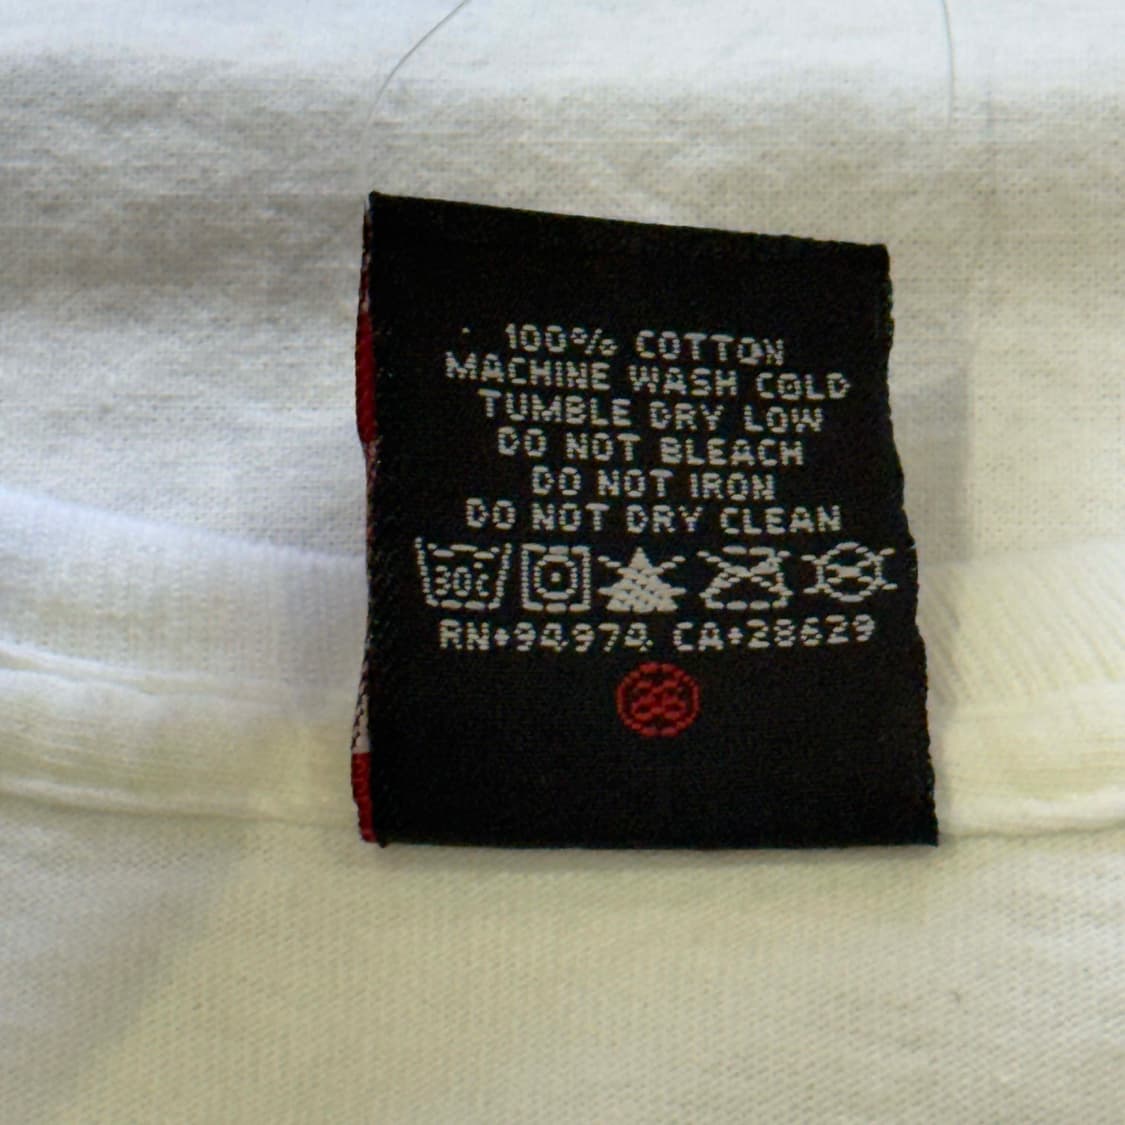 100% COTTON
MACHINE WASH COLD
TUMBLE DRY LOW
DO NOT BLEACH
DO NOT IRON
DO NOT DRY CLEAN
30c
RN#94974 CA#28629